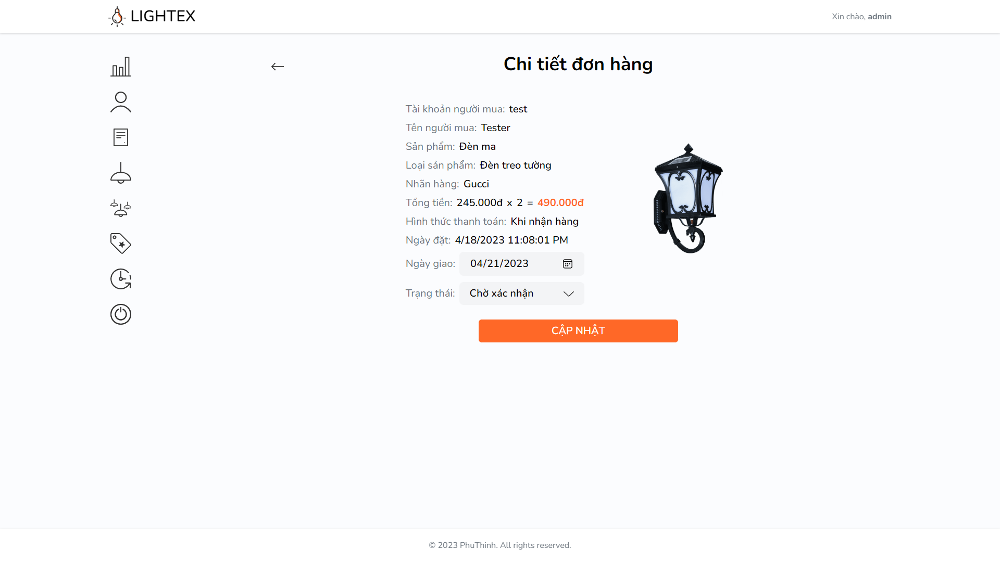 LIGHTEX
Xin chào, admin
Chi tiết đơn hàng
Tài khoản người mua: test
Tên người mua: Tester
Sản phẩm: Đèn ma
Loại sản phẩm: Đèn treo tường
Nhãn hàng: Gucci
Tổng tiền: 245.000đ x 2 = 490.000đ
Hình thức thanh toán: Khi nhận hàng
Ngày đặt: 4/18/2023 11:08:01 PM
Ngày giao: 04/21/2023
Trạng thái: Chờ xác nhận
CẬP NHẬT
© 2023 PhuThinh. All rights reserved.